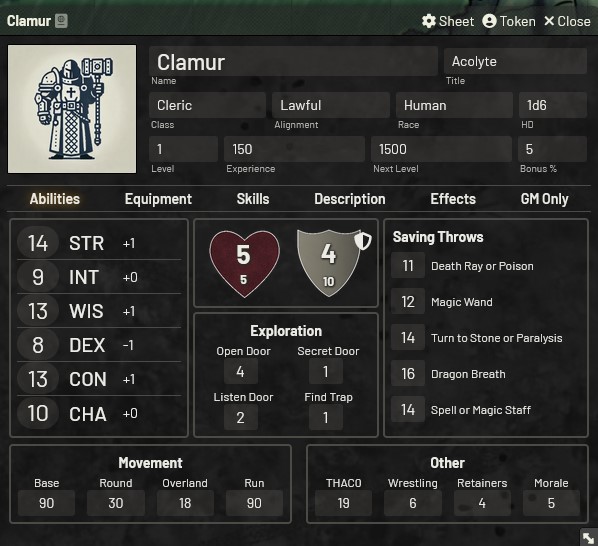 Clamur Sheet Token Close
Clamur Acolyte
Name Title
Cleric Lawful Human 1d6
Class Alignment Race HD
1 150 1500 5
Level Experience Next Level Bonus %
Abilities Equipment Skills Description Effects GM Only
14 STR +1
9 INT +0
13 WIS +1
8 DEX -1
13 CON +1
10 CHA +0
5
5
4
10
Exploration
Open Door Secret Door
4 1
Listen Door Find Trap
2 1
Saving Throws
11 Death Ray or Poison
12 Magic Wand
14 Turn to Stone or Paralysis
16 Dragon Breath
14 Spell or Magic Staff
Movement
Base Round Overland Run
90 30 18 90
Other
THAC0 Wrestling Retainers Morale
19 6 4 5